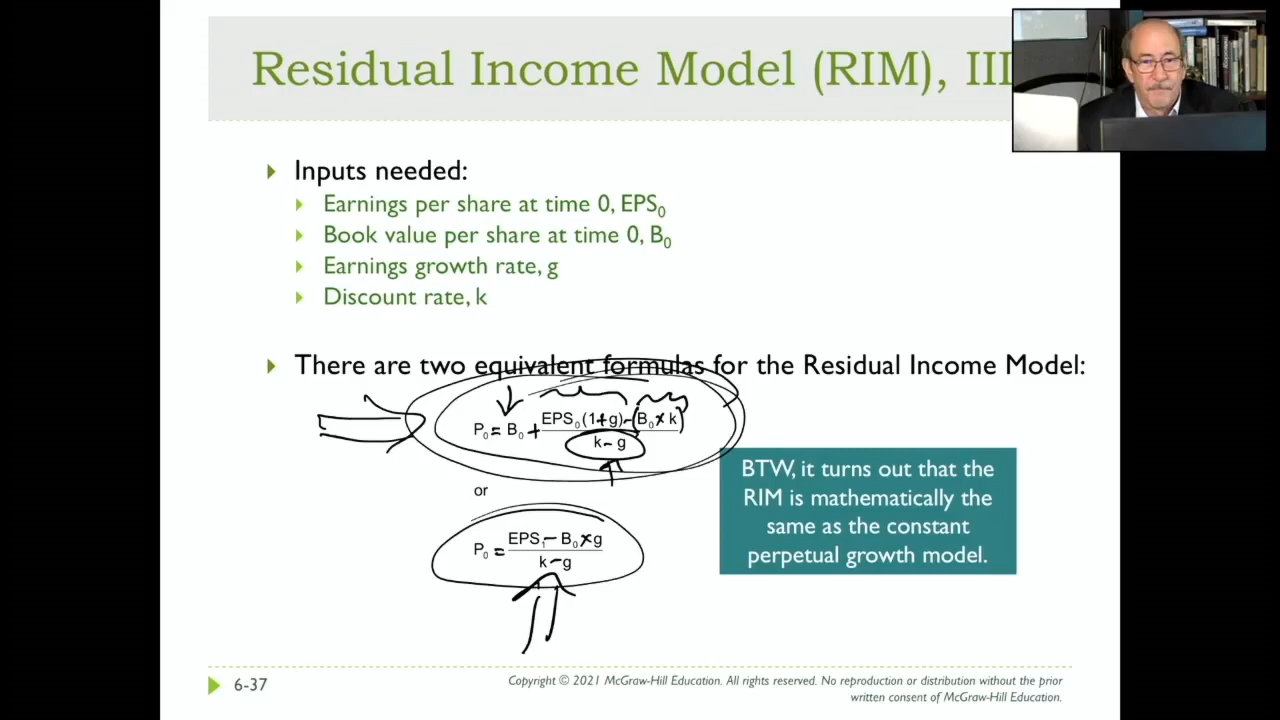 Residual Income Model (RIM), III
Inputs needed:
Earnings per share at time 0, EPS₀
Book value per share at time 0, B₀
Earnings growth rate, g
Discount rate, k
There are two equivalent formulas for the Residual Income Model:
P₀ = B₀ + EPS₀(1+g) - (B₀ × k)
k - g
or
P₀ = EPS₁ - B₀ × g
k - g
BTW, it turns out that the
RIM is mathematically the
same as the constant
perpetual growth model.
6-37
Copyright © 2021 McGraw-Hill Education. All rights reserved. No reproduction or distribution without the prior
written consent of McGraw-Hill Education.